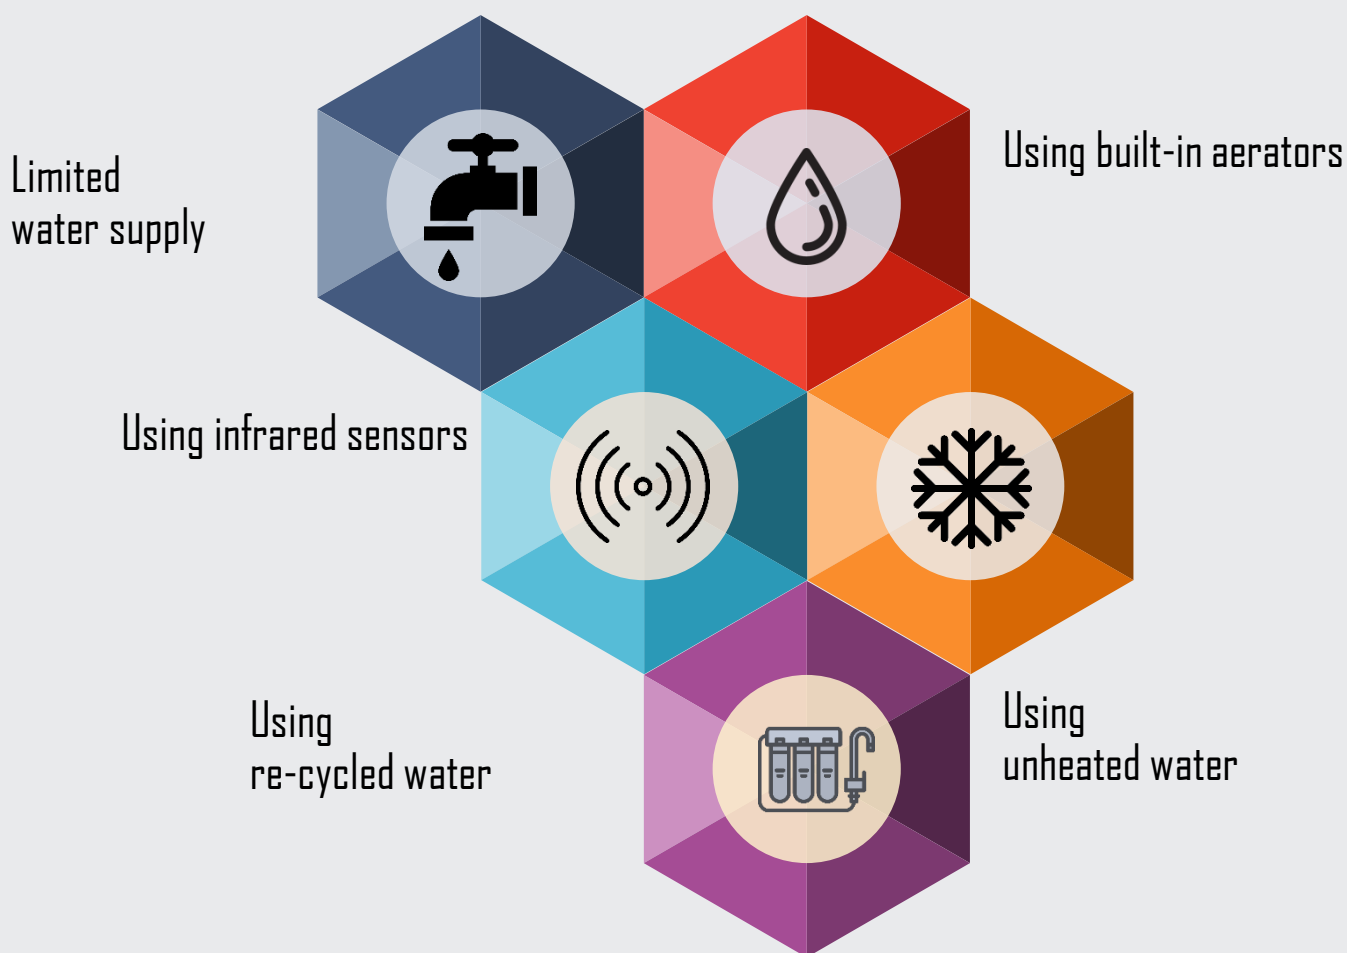 Limited
water supply
Using built-in aerators
Using infrared sensors
Using
re-cycled water
Using
unheated water